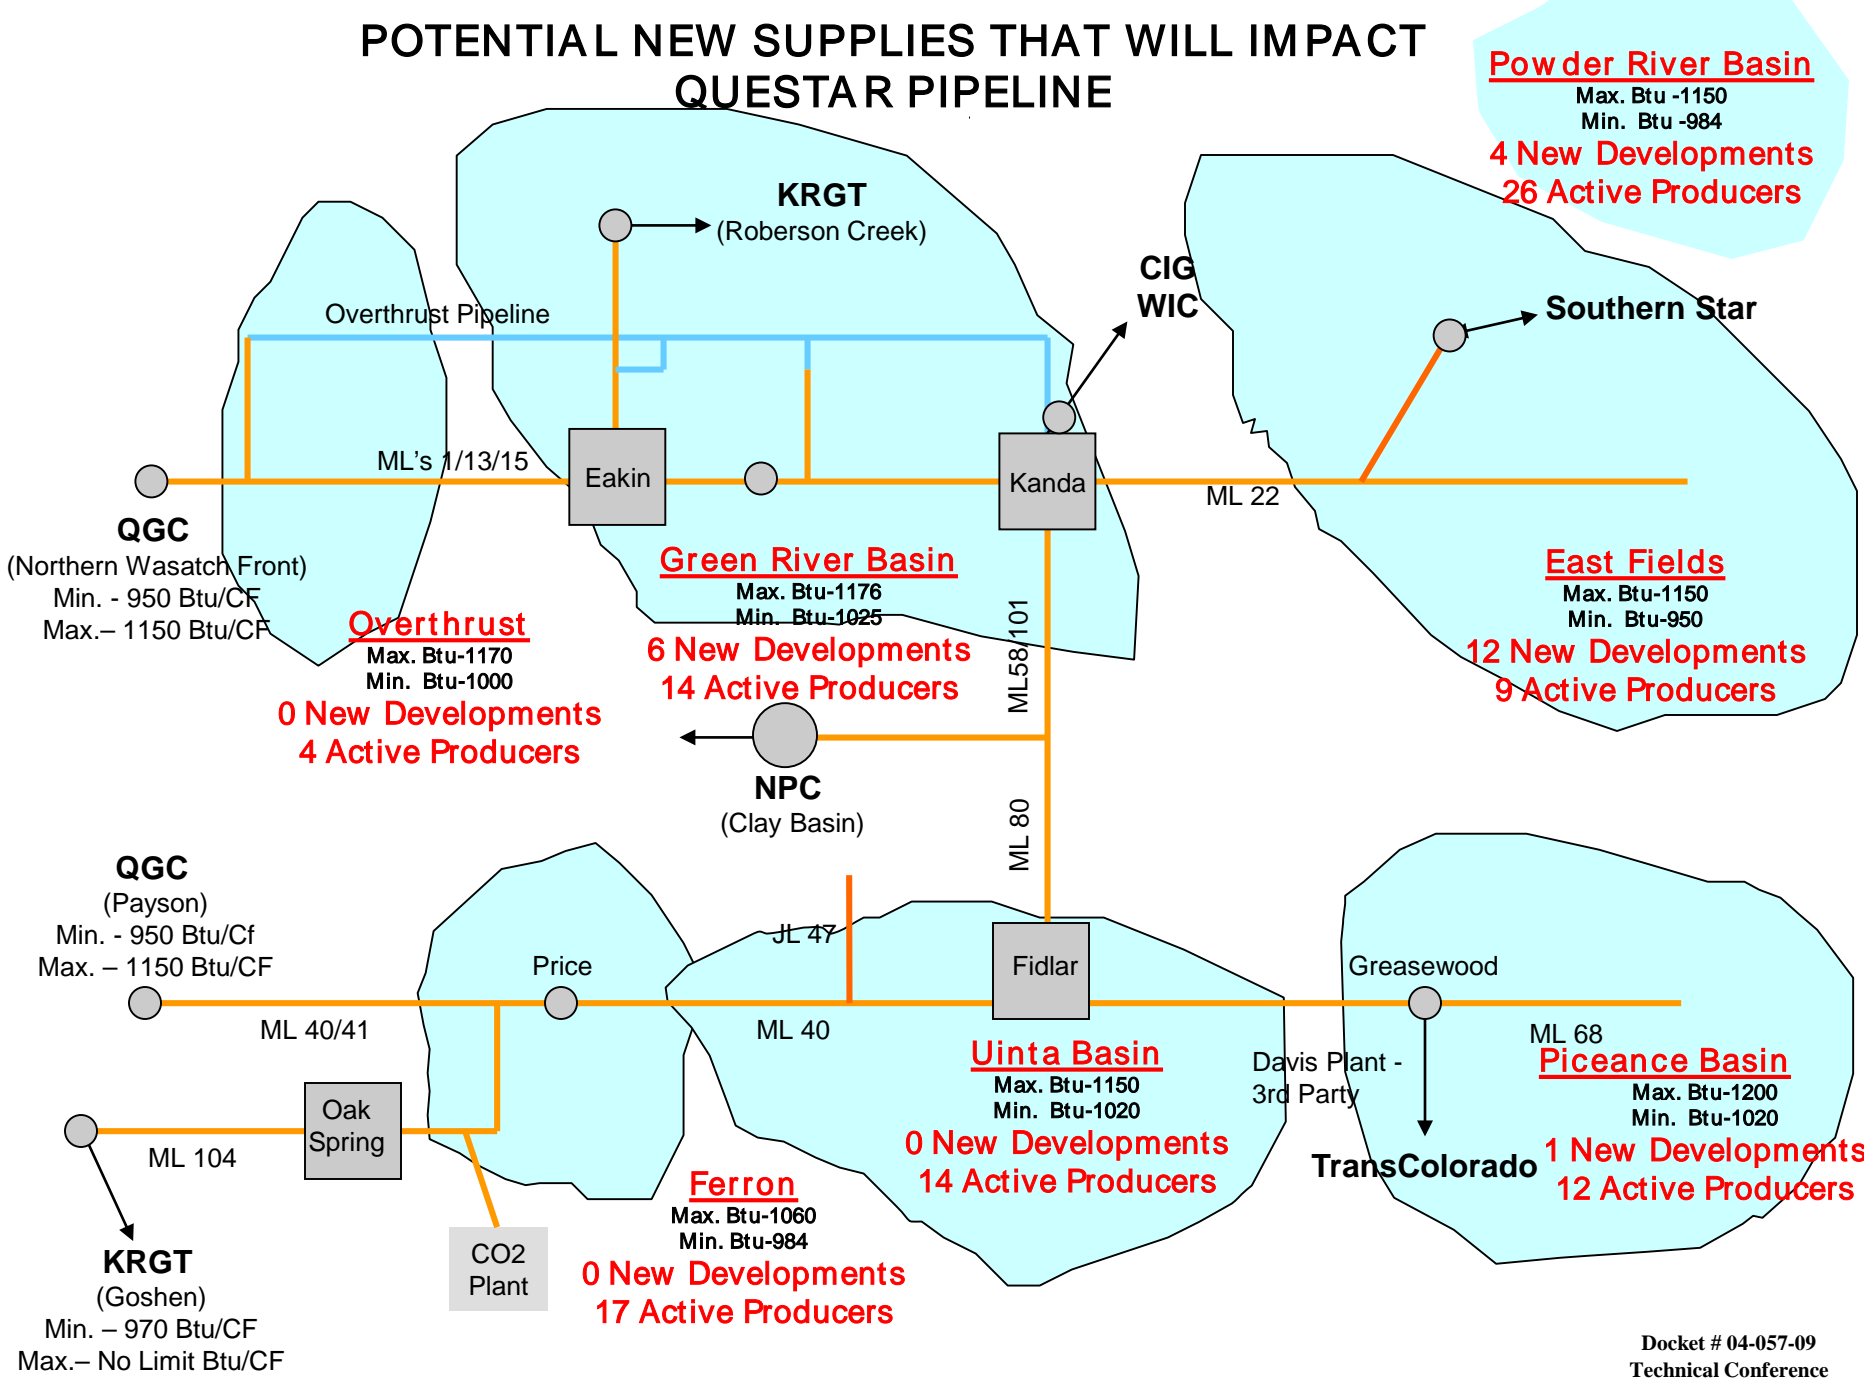 POTENTIAL NEW SUPPLIES THAT WILL IMPACT
QUESTAR PIPELINE
Powder River Basin
Max. Btu -1150
Min. Btu -984
4 New Developments
26 Active Producers
KRGT
(Roberson Creek)
CIG
WIC
Southern Star
Overthrust Pipeline
ML's 1/13/15
Eakin
Kanda
ML 22
QGC
(Northern Wasatch Front)
Min. - 950 Btu/CF
Max.– 1150 Btu/CF
Overthrust
Max. Btu-1170
Min. Btu-1000
0 New Developments
4 Active Producers
Green River Basin
Max. Btu-1176
Min. Btu-1025
6 New Developments
14 Active Producers
ML58/101
East Fields
Max. Btu-1150
Min. Btu-950
12 New Developments
9 Active Producers
NPC
(Clay Basin)
ML 80
QGC
(Payson)
Min. - 950 Btu/Cf
Max. – 1150 Btu/CF
Price
JL 47
Fidlar
Greasewood
ML 40/41
ML 40
ML 68
Uinta Basin
Max. Btu-1150
Min. Btu-1020
0 New Developments
14 Active Producers
Davis Plant -
3rd Party
TransColorado
Piceance Basin
Max. Btu-1200
Min. Btu-1020
1 New Developments
12 Active Producers
Oak
Spring
ML 104
Ferron
Max. Btu-1060
Min. Btu-984
0 New Developments
17 Active Producers
CO2
Plant
KRGT
(Goshen)
Min. – 970 Btu/CF
Max.– No Limit Btu/CF
Docket # 04-057-09
Technical Conference